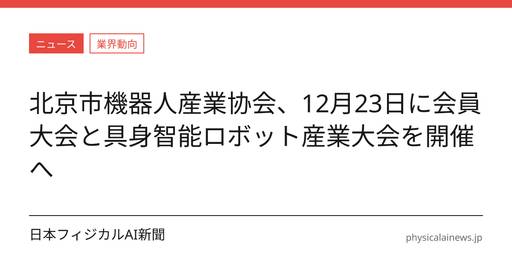 ニュース 業界動向
北京市機器人産業协会、12月23日に会員
大会と具身智能ロボット産業大会を開催
へ
日本フィジカルAI新聞
physicalainews.jp